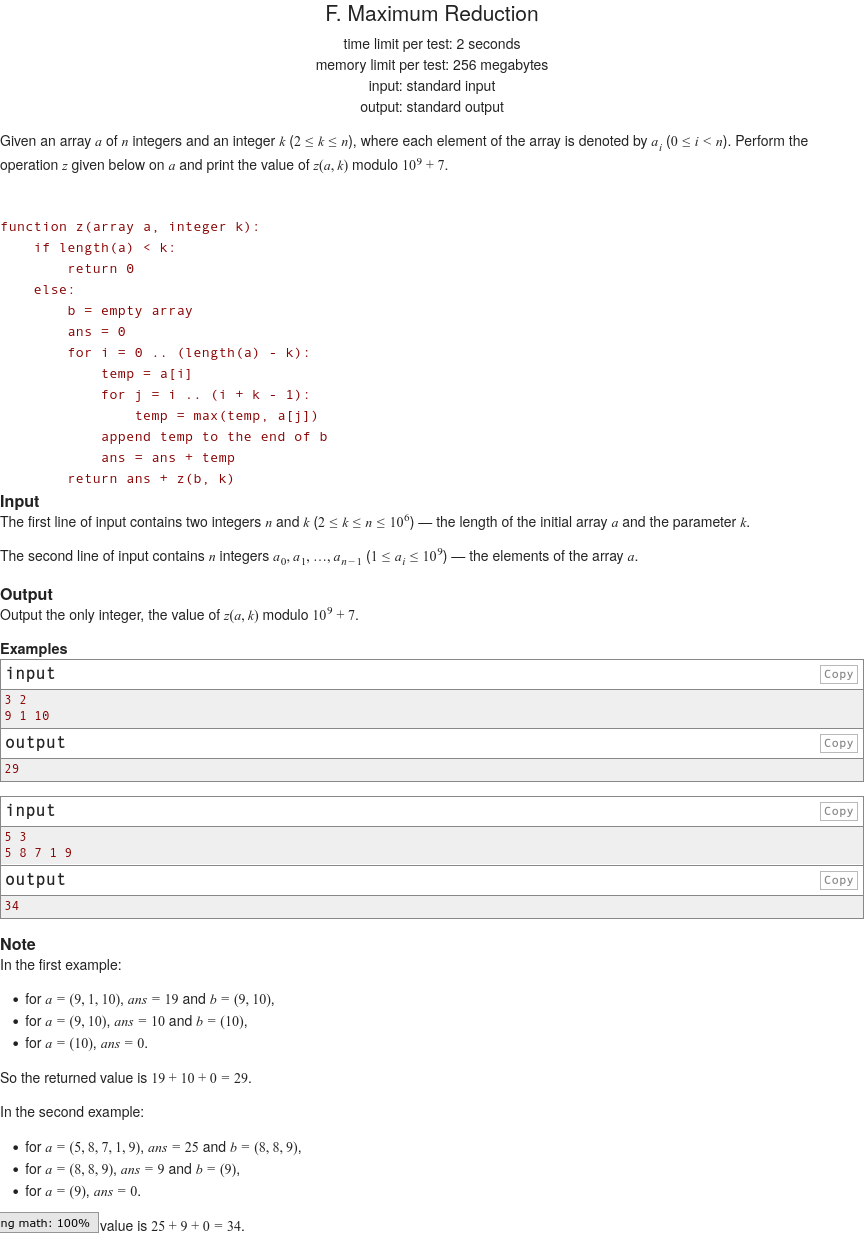 F. Maximum Reduction
time limit per test: 2 seconds
memory limit per test: 256 megabytes
input: standard input
output: standard output
Given an array a of n integers and an integer k (2 ≤ k ≤ n), where each element of the array is denoted by a_i (0 ≤ i < n). Perform the
operation z given below on a and print the value of z(a, k) modulo 10^9 + 7.
function z(array a, integer k):
    if length(a) < k:
        return 0
    else:
        b = empty array
        ans = 0
        for i = 0 .. (length(a) - k):
            temp = a[i]
            for j = i .. (i + k - 1):
                temp = max(temp, a[j])
            append temp to the end of b
            ans = ans + temp
        return ans + z(b, k)
Input
The first line of input contains two integers n and k (2 ≤ k ≤ n ≤ 10^6) — the length of the initial array a and the parameter k.
The second line of input contains n integers a_0, a_1, …, a_{n−1} (1 ≤ a_i ≤ 10^9) — the elements of the array a.
Output
Output the only integer, the value of z(a, k) modulo 10^9 + 7.
Examples
input Copy
3 2
9 1 10
output Copy
29
input Copy
5 3
5 8 7 1 9
output Copy
34
Note
In the first example:
• for a = (9, 1, 10), ans = 19 and b = (9, 10),
• for a = (9, 10), ans = 10 and b = (10),
• for a = (10), ans = 0.
So the returned value is 19 + 10 + 0 = 29.
In the second example:
• for a = (5, 8, 7, 1, 9), ans = 25 and b = (8, 8, 9),
• for a = (8, 8, 9), ans = 9 and b = (9),
• for a = (9), ans = 0.
ng math: 100% value is 25 + 9 + 0 = 34.